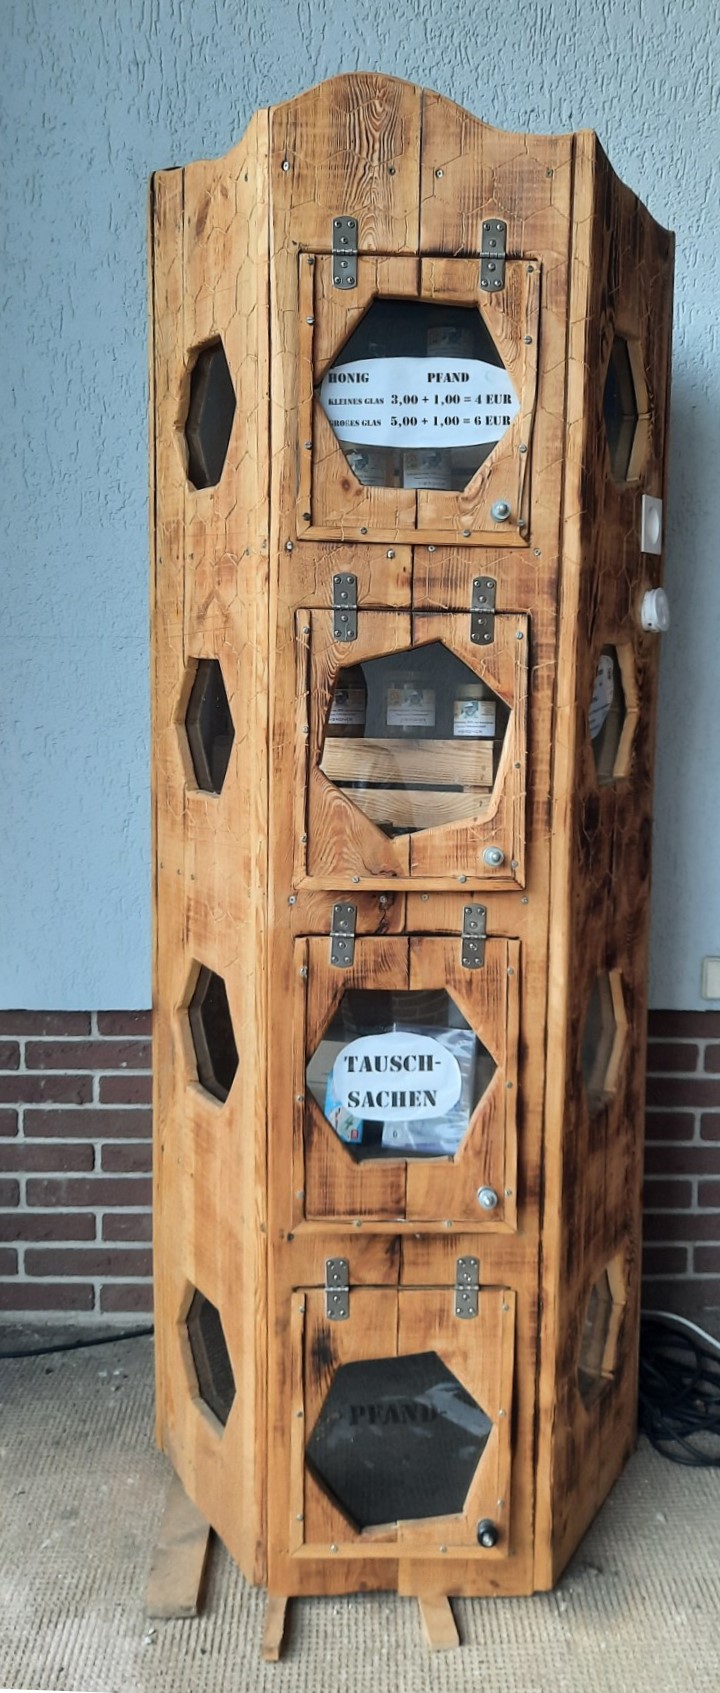 HONIG PFAND
KLEINES GLAS 3,00 + 1,00 = 4 EUR
GROßES GLAS 5,00 + 1,00 = 6 EUR
TAUSCH-
SACHEN
-PFAND-